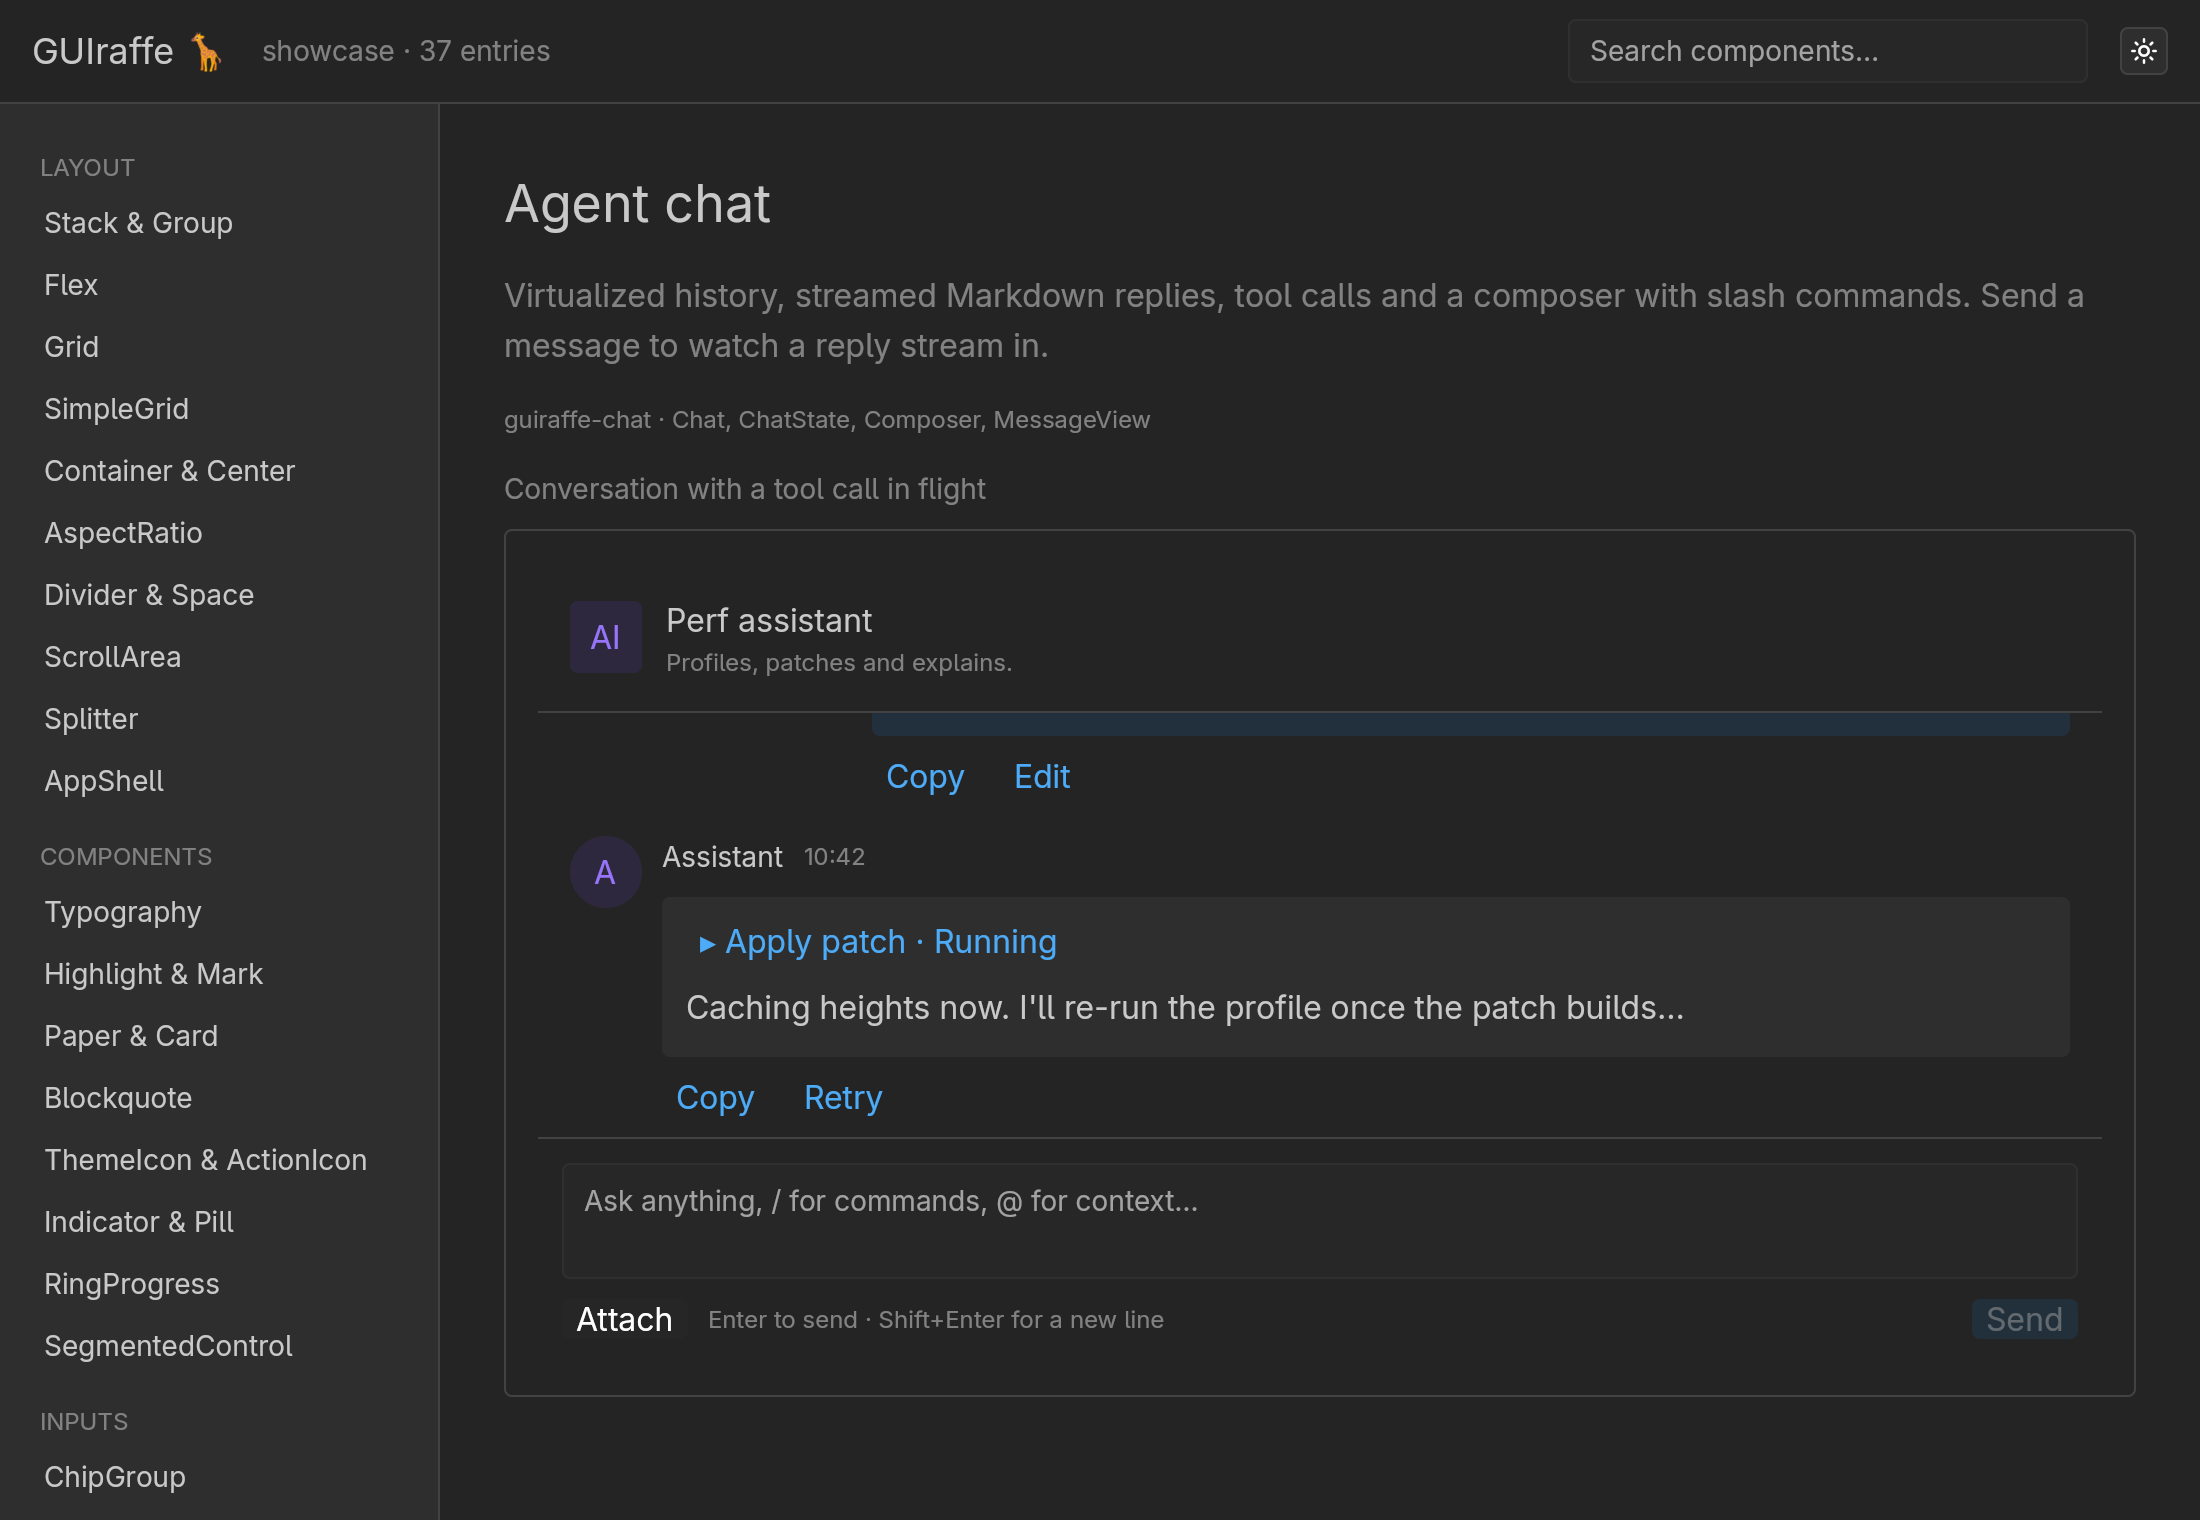 GUIraffe 🦒 showcase · 37 entries
Search components...
LAYOUT
Stack & Group
Flex
Grid
SimpleGrid
Container & Center
AspectRatio
Divider & Space
ScrollArea
Splitter
AppShell
COMPONENTS
Typography
Highlight & Mark
Paper & Card
Blockquote
ThemeIcon & ActionIcon
Indicator & Pill
RingProgress
SegmentedControl
INPUTS
ChipGroup
Agent chat
Virtualized history, streamed Markdown replies, tool calls and a composer with slash commands. Send a
message to watch a reply stream in.
guiraffe-chat · Chat, ChatState, Composer, MessageView
Conversation with a tool call in flight
AI
Perf assistant
Profiles, patches and explains.
Copy Edit
A
Assistant 10:42
▸ Apply patch · Running
Caching heights now. I'll re-run the profile once the patch builds...
Copy Retry
Ask anything, / for commands, @ for context...
Attach Enter to send · Shift+Enter for a new line Send